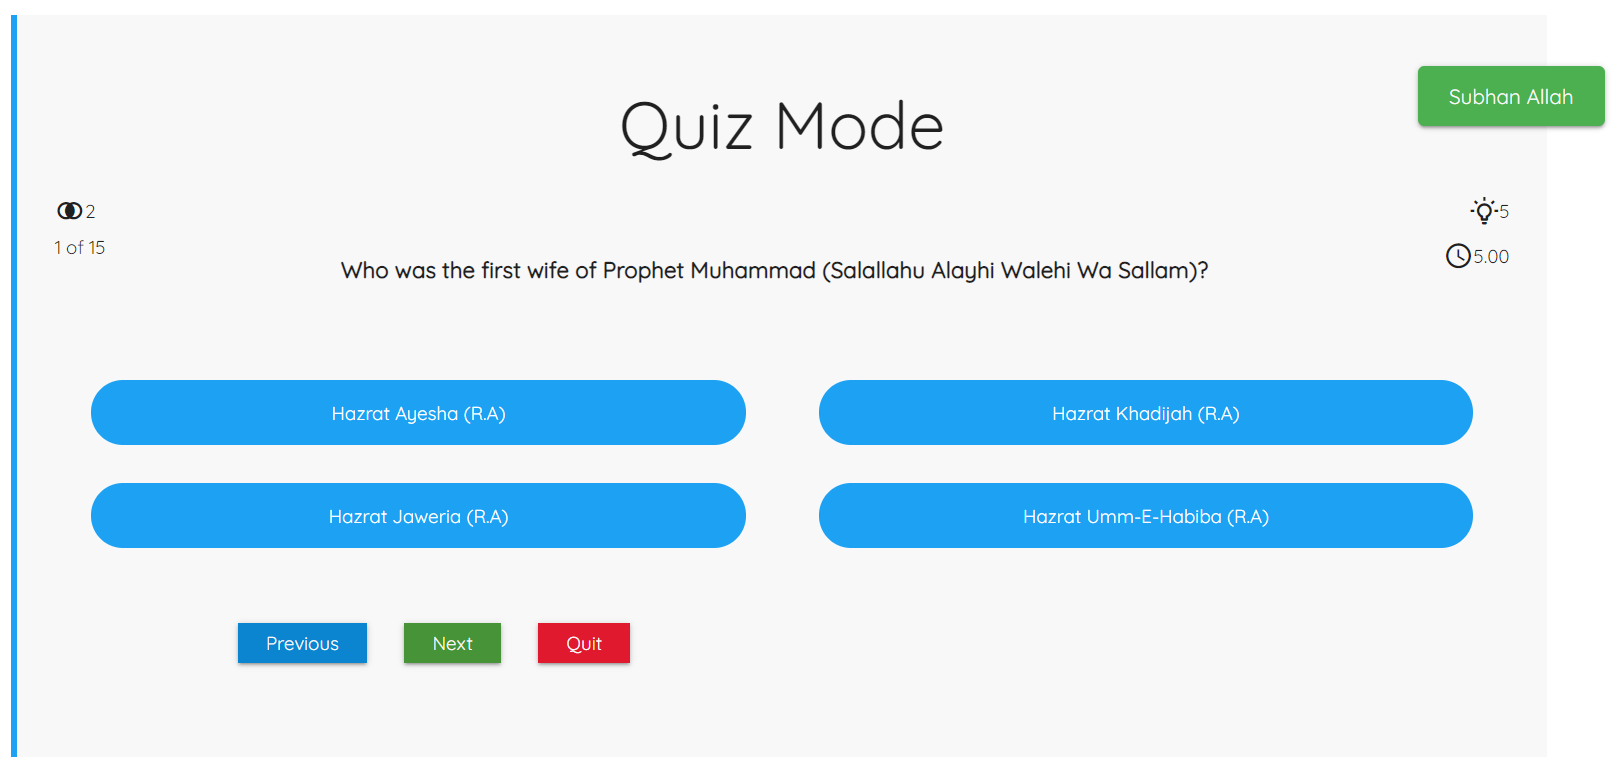 Subhan Allah
Quiz Mode
2
5
1 of 15
5.00
Who was the first wife of Prophet Muhammad (Salallahu Alayhi Walehi Wa Sallam)?
Hazrat Ayesha (R.A)
Hazrat Khadijah (R.A)
Hazrat Jaweria (R.A)
Hazrat Umm-E-Habiba (R.A)
Previous
Next
Quit